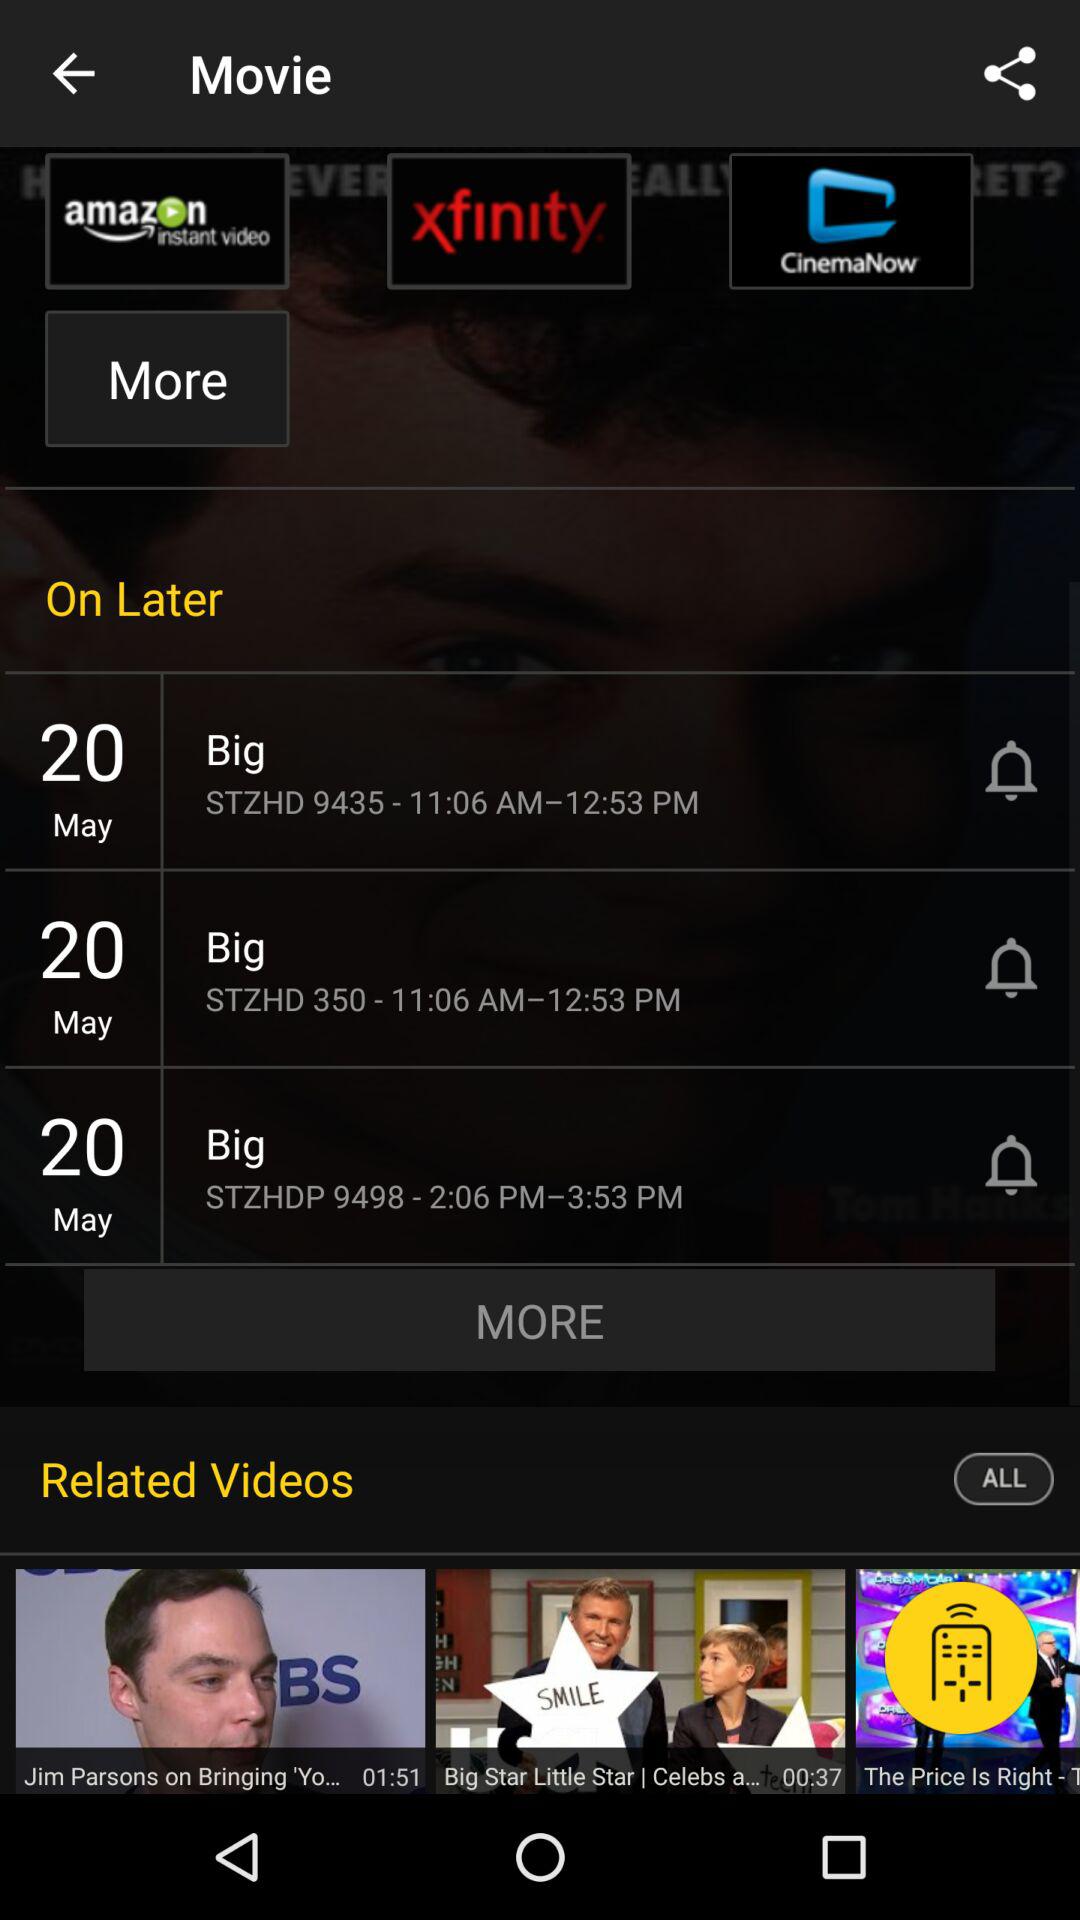 Movie
amazon
instant video
xfinity
CinemaNow
More
On Later
20
May
Big
STZHD 9435 - 11:06 AM–12:53 PM
20
May
Big
STZHD 350 - 11:06 AM–12:53 PM
20
May
Big
STZHDP 9498 - 2:06 PM–3:53 PM
Tom Hanks
MORE
Related Videos
ALL
BS
SMILE
Jim Parsons on Bringing 'Yo... 01:51
Big Star Little Star | Celebs a... 00:37
The Price Is Right - T